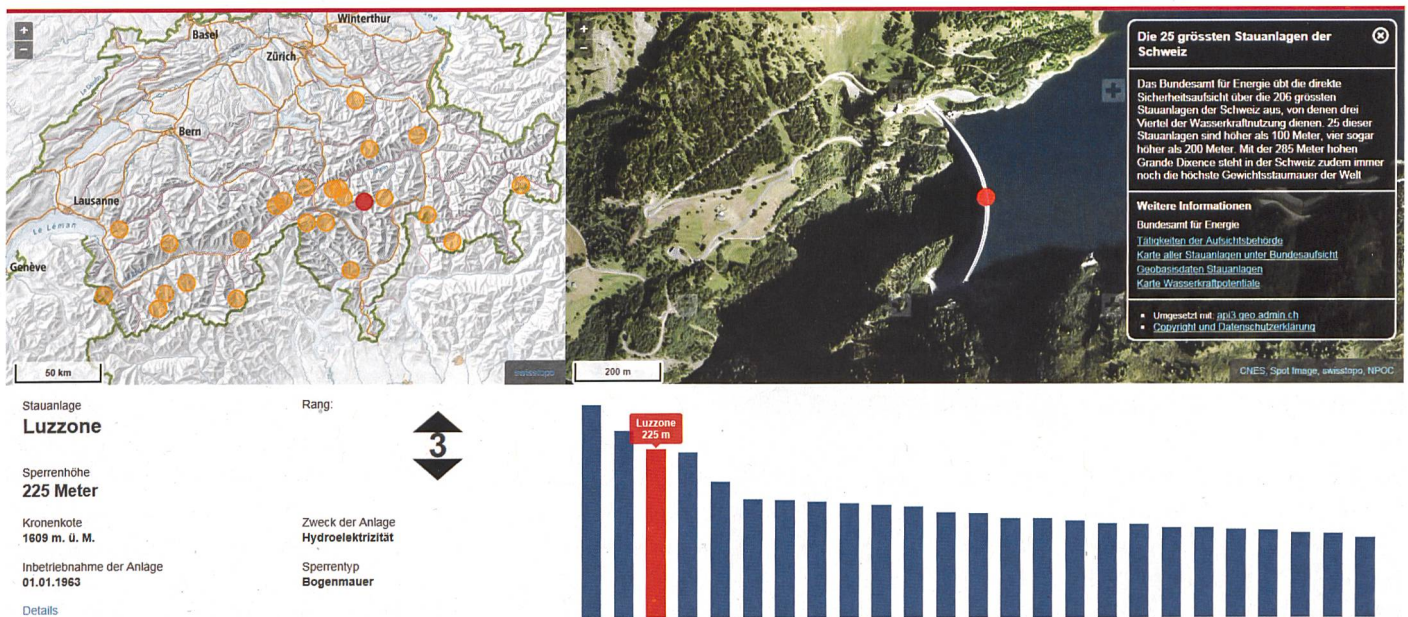 +
−
Winterthur
Basel
Zürich
Bern
Lausanne
Le Léman
Genève
50 km
swisstopo
+
−
200 m
Die 25 grössten Stauanlagen der
Schweiz
Das Bundesamt für Energie übt die direkte
Sicherheitsaufsicht über die 206 grössten
Stauanlagen der Schweiz aus, von denen drei
Viertel der Wasserkraftnutzung dienen. 25 dieser
Stauanlagen sind höher als 100 Meter, vier sogar
höher als 200 Meter. Mit der 285 Meter hohen
Grande Dixence steht in der Schweiz zudem immer
noch die höchste Gewichtsstaumauer der Welt
Weitere Informationen
Bundesamt für Energie
Tätigkeiten der Aufsichtsbehörde
Karte aller Stauanlagen unter Bundesaufsicht
Geobasisdaten Stauanlagen
Karte Wasserkraftpotentiale
Umgesetzt mit: api3.geo.admin.ch
Copyright und Datenschutzerklärung
CNES, Spot Image, swisstopo, NPOC
Stauanlage
Luzzone
Rang:
3
Sperrenhöhe
225 Meter
Kronenkote
1609 m. ü. M.
Zweck der Anlage
Hydroelektrizität
Inbetriebnahme der Anlage
01.01.1963
Sperrentyp
Bogenmauer
Details
Luzzone
225 m